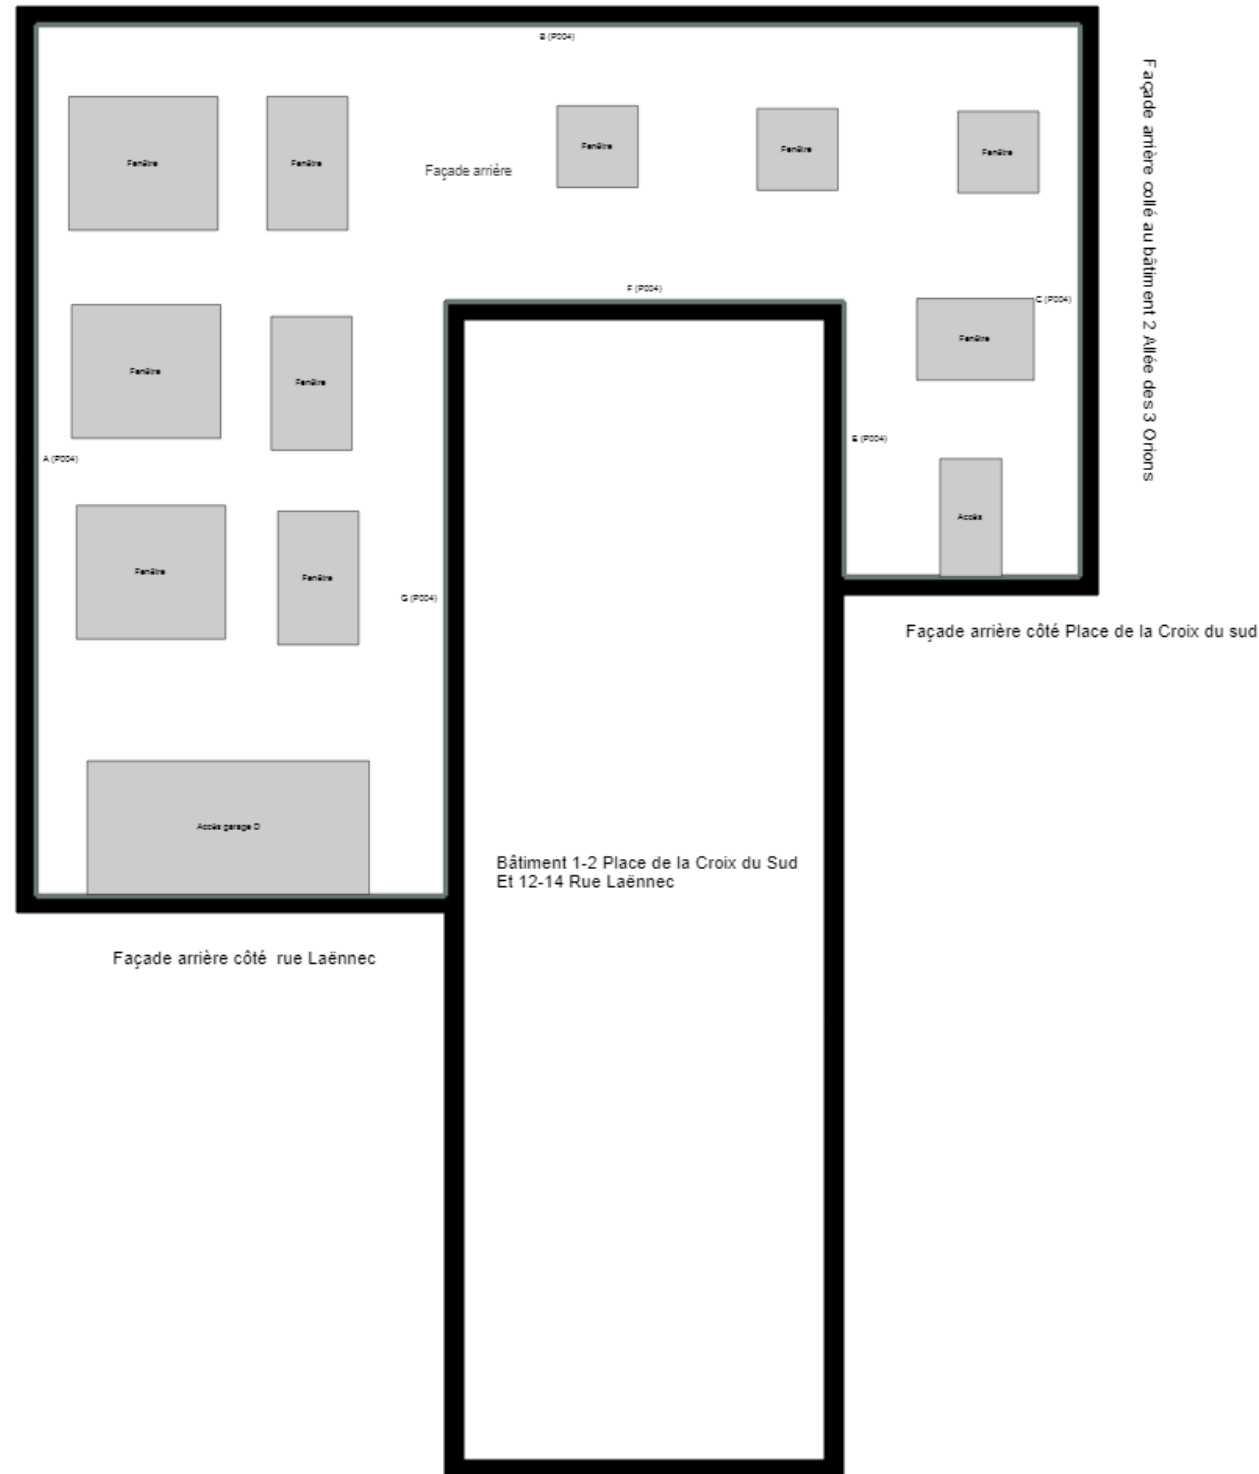 B (P004)
Façade arrière collé au bâtiment 2 Allée des 3 Orions
Fenêtre
Fenêtre
Façade arrière
Fenêtre
Fenêtre
Fenêtre
F (P004)
C (P004)
Fenêtre
Fenêtre
Fenêtre
E (P004)
A (P004)
Accès
Fenêtre
Fenêtre
G (P004)
Façade arrière côté Place de la Croix du sud
Accès garage D
Bâtiment 1-2 Place de la Croix du Sud
Et 12-14 Rue Laënnec
Façade arrière côté rue Laënnec